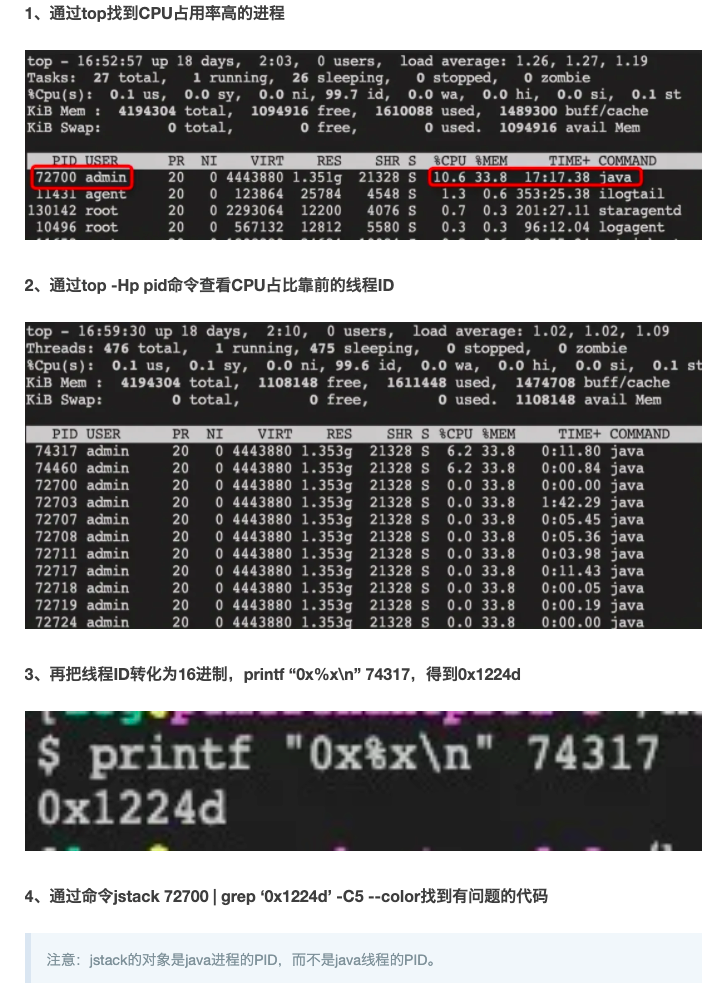 1、通过top找到CPU占用率高的进程
top - 16:52:57 up 18 days,  2:03,  0 users,  load average: 1.26, 1.27, 1.19
Tasks:  27 total,   1 running,  26 sleeping,   0 stopped,   0 zombie
%Cpu(s):  0.1 us,  0.0 sy,  0.0 ni, 99.7 id,  0.0 wa,  0.0 hi,  0.0 si,  0.1 st
KiB Mem :  4194304 total,  1094916 free,  1610088 used,  1489300 buff/cache
KiB Swap:        0 total,        0 free,        0 used.  1094916 avail Mem
PID USER      PR  NI    VIRT    RES    SHR S  %CPU %MEM     TIME+ COMMAND
72700 admin     20   0 4443880 1.351g  21328 S  10.6 33.8  17:17.38 java
11431 agent     20   0  123864  25784   4548 S   1.3  0.6 353:25.38 ilogtail
130142 root      20   0 2293064  12200   4076 S   0.7  0.3 201:27.11 staragentd
10496 root      20   0  567132  12812   5580 S   0.3  0.3  96:12.04 logagent
2、通过top -Hp pid命令查看CPU占比靠前的线程ID
top - 16:59:30 up 18 days,  2:10,  0 users,  load average: 1.02, 1.02, 1.09
Threads: 476 total,   1 running, 475 sleeping,   0 stopped,   0 zombie
%Cpu(s):  0.1 us,  0.1 sy,  0.0 ni, 99.6 id,  0.0 wa,  0.0 hi,  0.0 si,  0.1 st
KiB Mem :  4194304 total,  1108148 free,  1611448 used,  1474708 buff/cache
KiB Swap:        0 total,        0 free,        0 used.  1108148 avail Mem
PID USER      PR  NI    VIRT    RES    SHR S %CPU %MEM     TIME+ COMMAND
74317 admin     20   0 4443880 1.353g  21328 S  6.2 33.8   0:11.80 java
74460 admin     20   0 4443880 1.353g  21328 S  6.2 33.8   0:00.84 java
72700 admin     20   0 4443880 1.353g  21328 S  0.0 33.8   0:00.00 java
72703 admin     20   0 4443880 1.353g  21328 S  0.0 33.8   1:42.29 java
72707 admin     20   0 4443880 1.353g  21328 S  0.0 33.8   0:05.45 java
72708 admin     20   0 4443880 1.353g  21328 S  0.0 33.8   0:05.36 java
72711 admin     20   0 4443880 1.353g  21328 S  0.0 33.8   0:03.98 java
72717 admin     20   0 4443880 1.353g  21328 S  0.0 33.8   0:11.43 java
72718 admin     20   0 4443880 1.353g  21328 S  0.0 33.8   0:00.05 java
72719 admin     20   0 4443880 1.353g  21328 S  0.0 33.8   0:00.19 java
72724 admin     20   0 4443880 1.353g  21328 S  0.0 33.8   0:00.00 java
3、再把线程ID转化为16进制，printf “0x%x\n” 74317，得到0x1224d
$ printf "0x%x\n" 74317
0x1224d
4、通过命令jstack 72700 | grep ‘0x1224d’ -C5 --color找到有问题的代码
注意：jstack的对象是java进程的PID，而不是java线程的PID。